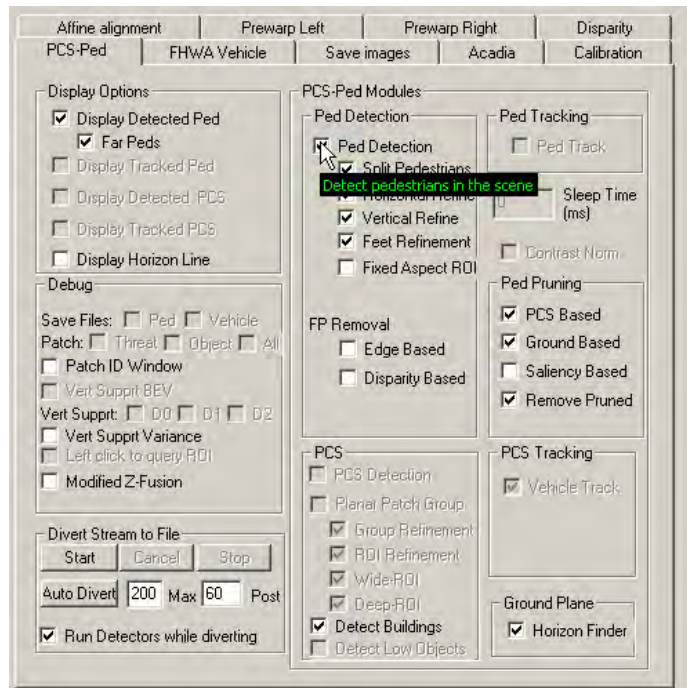 Affine alignment Prewarp Left Prewarp Right Disparity
PCS-Ped FHWA Vehicle Save images Acadia Calibration
Display Options
Display Detected Ped
Far Peds
Display Tracked Ped
Display Detected PCS
Display Tracked PCS
Display Horizon Line
Debug
Save Files: Ped Vehicle
Patch: Threat Object All
Patch ID Window
Vert Supprt BEV
Vert Supprt: D0 D1 D2
Vert Supprt Variance
Left click to query ROI
Modified Z-Fusion
Divert Stream to File
Start Cancel Stop
Auto Divert 200 Max 60 Post
Run Detectors while diverting
PCS-Ped Modules
Ped Detection
Ped Detection
Split Pedestrians
Detect pedestrians in the scene
Horizontal Refine
Vertical Refine
Feet Refinement
Fixed Aspect ROI
FP Removal
Edge Based
Disparity Based
Ped Tracking
Ped Track
0 Sleep Time
(ms)
Contrast Norm
Ped Pruning
PCS Based
Ground Based
Saliency Based
Remove Pruned
PCS
PCS Detection
Planar Patch Group
Group Refinement
ROI Refinement
Wide-ROI
Deep-ROI
Detect Buildings
Detect Low Objects
PCS Tracking
Vehicle Track
Ground Plane
Horizon Finder